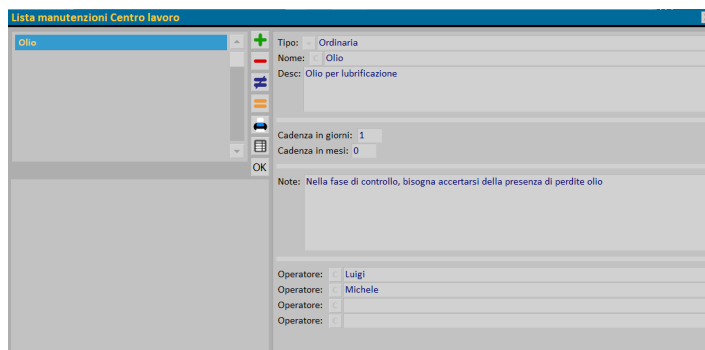 Lista manutenzioni Centro lavoro
Olio
OK
Tipo: Ordinaria
Nome: C Olio
Desc: Olio per lubrificazione
Cadenza in giorni: 1
Cadenza in mesi: 0
Note: Nella fase di controllo, bisogna accertarsi della presenza di perdite olio
Operatore: C Luigi
Operatore: C Michele
Operatore: C
Operatore: C